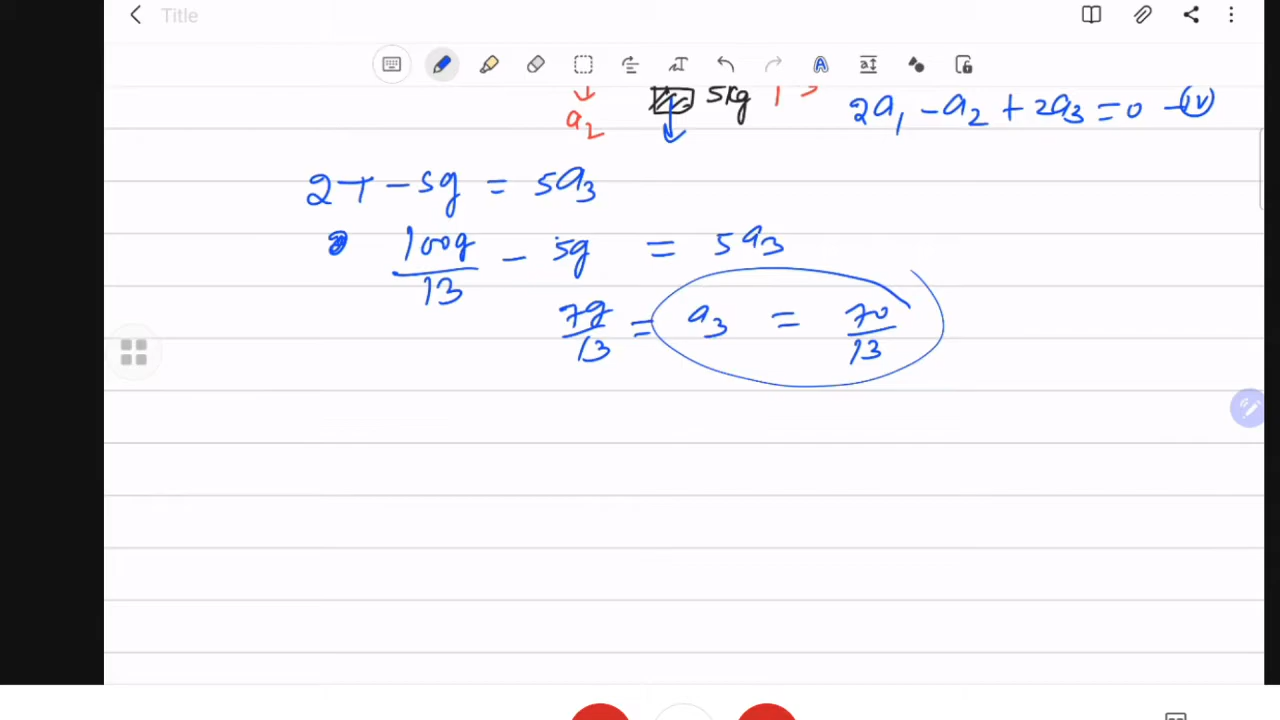 Title
a₂ 5kg 1 2a₁ - a₂ + 2a₃ = 0 -(iv)
2T - 5g = 5a₃
100g/13 - 5g = 5a₃
7g/13 = a₃ = 70/13